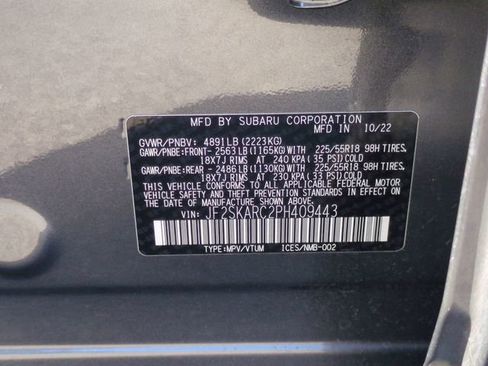 MFD BY SUBARU CORPORATION
MFD IN 10/22
GVWR/PNBV: 4891LB(2223KG)
GAWR/PNBE:FRONT- 2563LB(1165KG)WITH 225/55R18 98H TIRES,
18X7J RIMS AT 240 KPA( 35 PSI)COLD
GAWR/PNBE:REAR- 2486LB(1130KG)WITH 225/55R18 98H TIRES,
18X7J RIMS AT 230 KPA( 33 PSI)COLD
THIS VEHICLE CONFORMS TO ALL APPLICABLE FEDERAL MOTOR
VEHICLE SAFETY AND THEFT PREVENTION STANDARDS IN
EFFECT ON THE DATE OF MANUFACTURE SHOWN ABOVE.
VIN: JF2SKARC2PH409443
TYPE:MPV/VTUM ICES/NMB-002